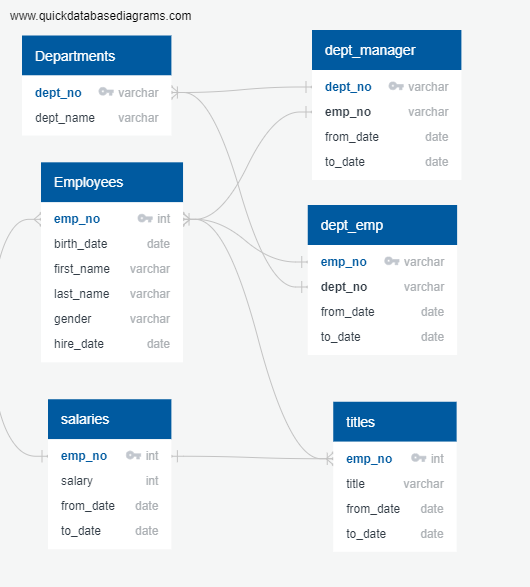 www.quickdatabasediagrams.com
Departments
dept_no varchar
dept_name varchar
dept_manager
dept_no varchar
emp_no varchar
from_date date
to_date date
Employees
emp_no int
birth_date date
first_name varchar
last_name varchar
gender varchar
hire_date date
dept_emp
emp_no varchar
dept_no varchar
from_date date
to_date date
salaries
emp_no int
salary int
from_date date
to_date date
titles
emp_no int
title varchar
from_date date
to_date date